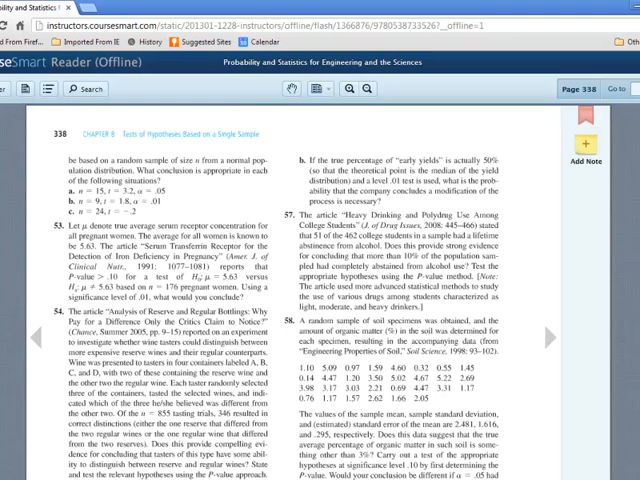 bility and Statistics f
instructors.coursesmart.com/static/201301-1228-instructors/offline/flash/1366876/9780538733526?__offline=1
Imported From IE
History
Suggested Sites
Calendar
Reader (Offline)
Probability and Statistics for Engineering and the Sciences
Search
Page 338
Go to
Add Note
338 CHAPTER 8 Tests of Hypotheses Based on a Single Sample
be based on a random sample of size n from a normal pop-
ulation distribution. What conclusion is appropriate in each
of the following situations?
a. n = 15, t = 3.2, α = .05
b. n = 9, t = 1.8, α = .01
c. n = 24, t = −.2
53. Let μ denote true average serum receptor concentration for
all pregnant women. The average for all women is known to
be 5.63. The article “Serum Transferrin Receptor for the
Detection of Iron Deficiency in Pregnancy” (Amer. J. of
Clinical Nutr., 1991: 1077–1081) reports that
P-value > .10 for a test of H₀: μ = 5.63 versus
Hₐ: μ ≠ 5.63 based on n = 176 pregnant women. Using a
significance level of .01, what would you conclude?
54. The article “Analysis of Reserve and Regular Bottlings: Why
Pay for a Difference Only the Critics Claim to Notice?”
(Chance, Summer 2005, pp. 9–15) reported on an experiment
to investigate whether wine tasters could distinguish between
more expensive reserve wines and their regular counterparts.
Wine was presented to tasters in four containers labeled A, B,
C, and D, with two of these containing the reserve wine and
the other two the regular wine. Each taster randomly selected
three of the containers, tasted the selected wines, and indi-
cated which of the three he/she believed was different from
the other two. Of the n = 855 tasting trials, 346 resulted in
correct distinctions (either the one reserve that differed from
the two regular wines or the one regular wine that differed
from the two reserves). Does this provide compelling evi-
dence for concluding that tasters of this type have some abil-
ity to distinguish between reserve and regular wines? State
and test the relevant hypotheses using the P-value approach.
b. If the true percentage of “early yields” is actually 50%
(so that the theoretical point is the median of the yield
distribution) and a level .01 test is used, what is the prob-
ability that the company concludes a modification of the
process is necessary?
57. The article “Heavy Drinking and Polydrug Use Among
College Students” (J. of Drug Issues, 2008: 445–466) stated
that 51 of the 462 college students in a sample had a lifetime
abstinence from alcohol. Does this provide strong evidence
for concluding that more than 10% of the population sam-
pled had completely abstained from alcohol use? Test the
appropriate hypotheses using the P-value method. [Note:
The article used more advanced statistical methods to study
the use of various drugs among students characterized as
light, moderate, and heavy drinkers.]
58. A random sample of soil specimens was obtained, and the
amount of organic matter (%) in the soil was determined for
each specimen, resulting in the accompanying data (from
“Engineering Properties of Soil,” Soil Science, 1998: 93–102).
1.10 5.09 0.97 1.59 4.60 0.32 0.55 1.45
0.14 4.47 1.20 3.50 5.02 4.67 5.22 2.69
3.98 3.17 3.03 2.21 0.69 4.47 3.31 1.17
0.76 1.17 1.57 2.62 1.66 2.05
The values of the sample mean, sample standard deviation,
and (estimated) standard error of the mean are 2.481, 1.616,
and .295, respectively. Does this data suggest that the true
average percentage of organic matter in such soil is some-
thing other than 3%? Carry out a test of the appropriate
hypotheses at significance level .10 by first determining the
P-value. Would your conclusion be different if α = .05 had